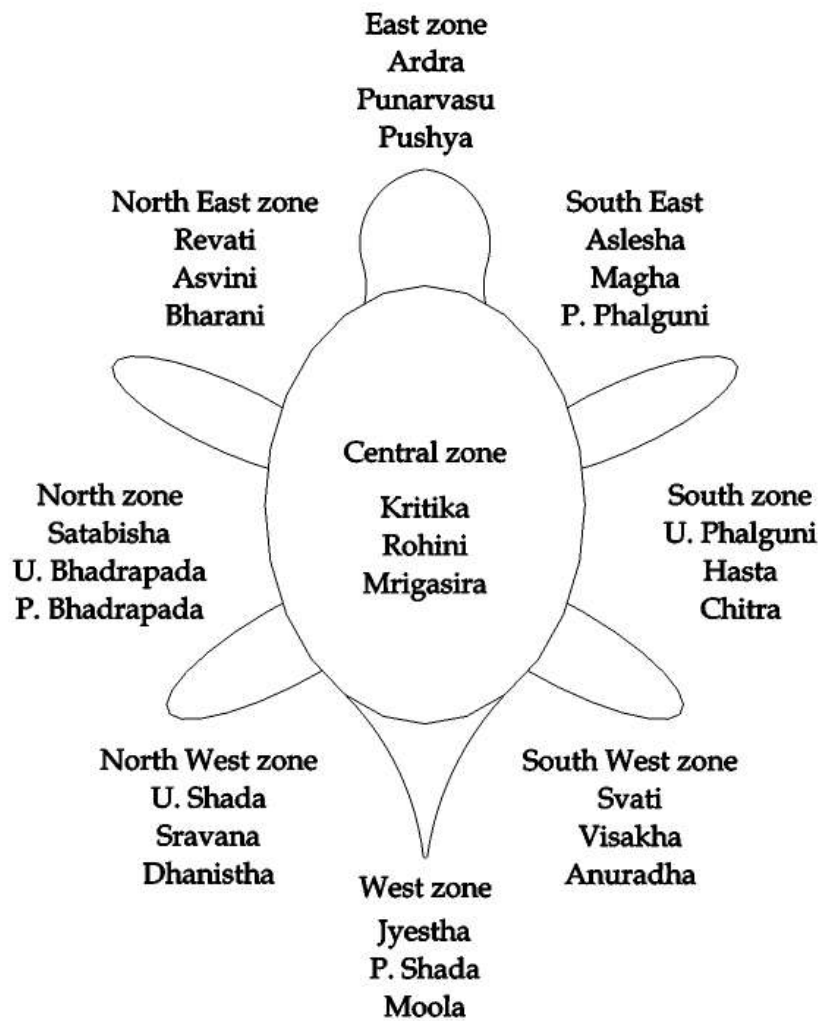 East zone
Ardra
Punarvasu
Pushya
North East zone
Revati
Asvini
Bharani
South East
Aslesha
Magha
P. Phalguni
Central zone
Kritika
Rohini
Mrigasira
North zone
Satabisha
U. Bhadrapada
P. Bhadrapada
South zone
U. Phalguni
Hasta
Chitra
North West zone
U. Shada
Sravana
Dhanistha
South West zone
Svati
Visakha
Anuradha
West zone
Jyestha
P. Shada
Moola